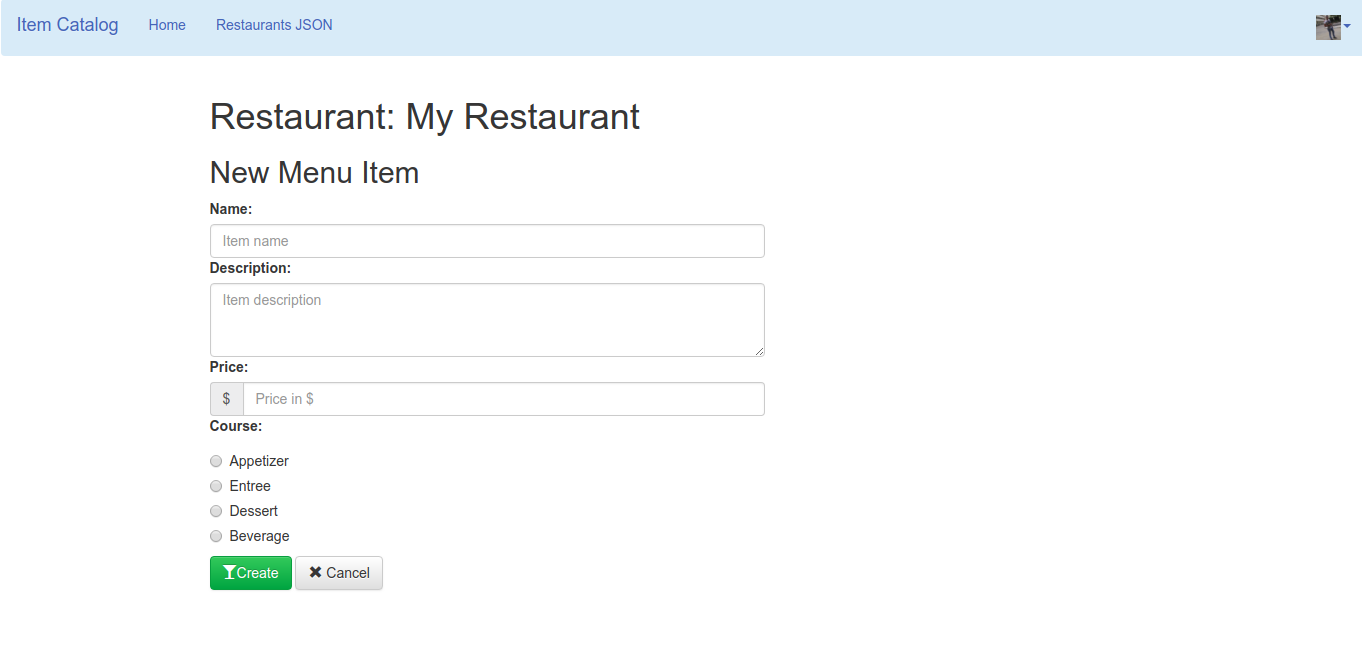 Item Catalog Home Restaurants JSON
Restaurant: My Restaurant
New Menu Item
Name:
Item name
Description:
Item description
Price:
$ Price in $
Course:
Appetizer
Entree
Dessert
Beverage
Create Cancel